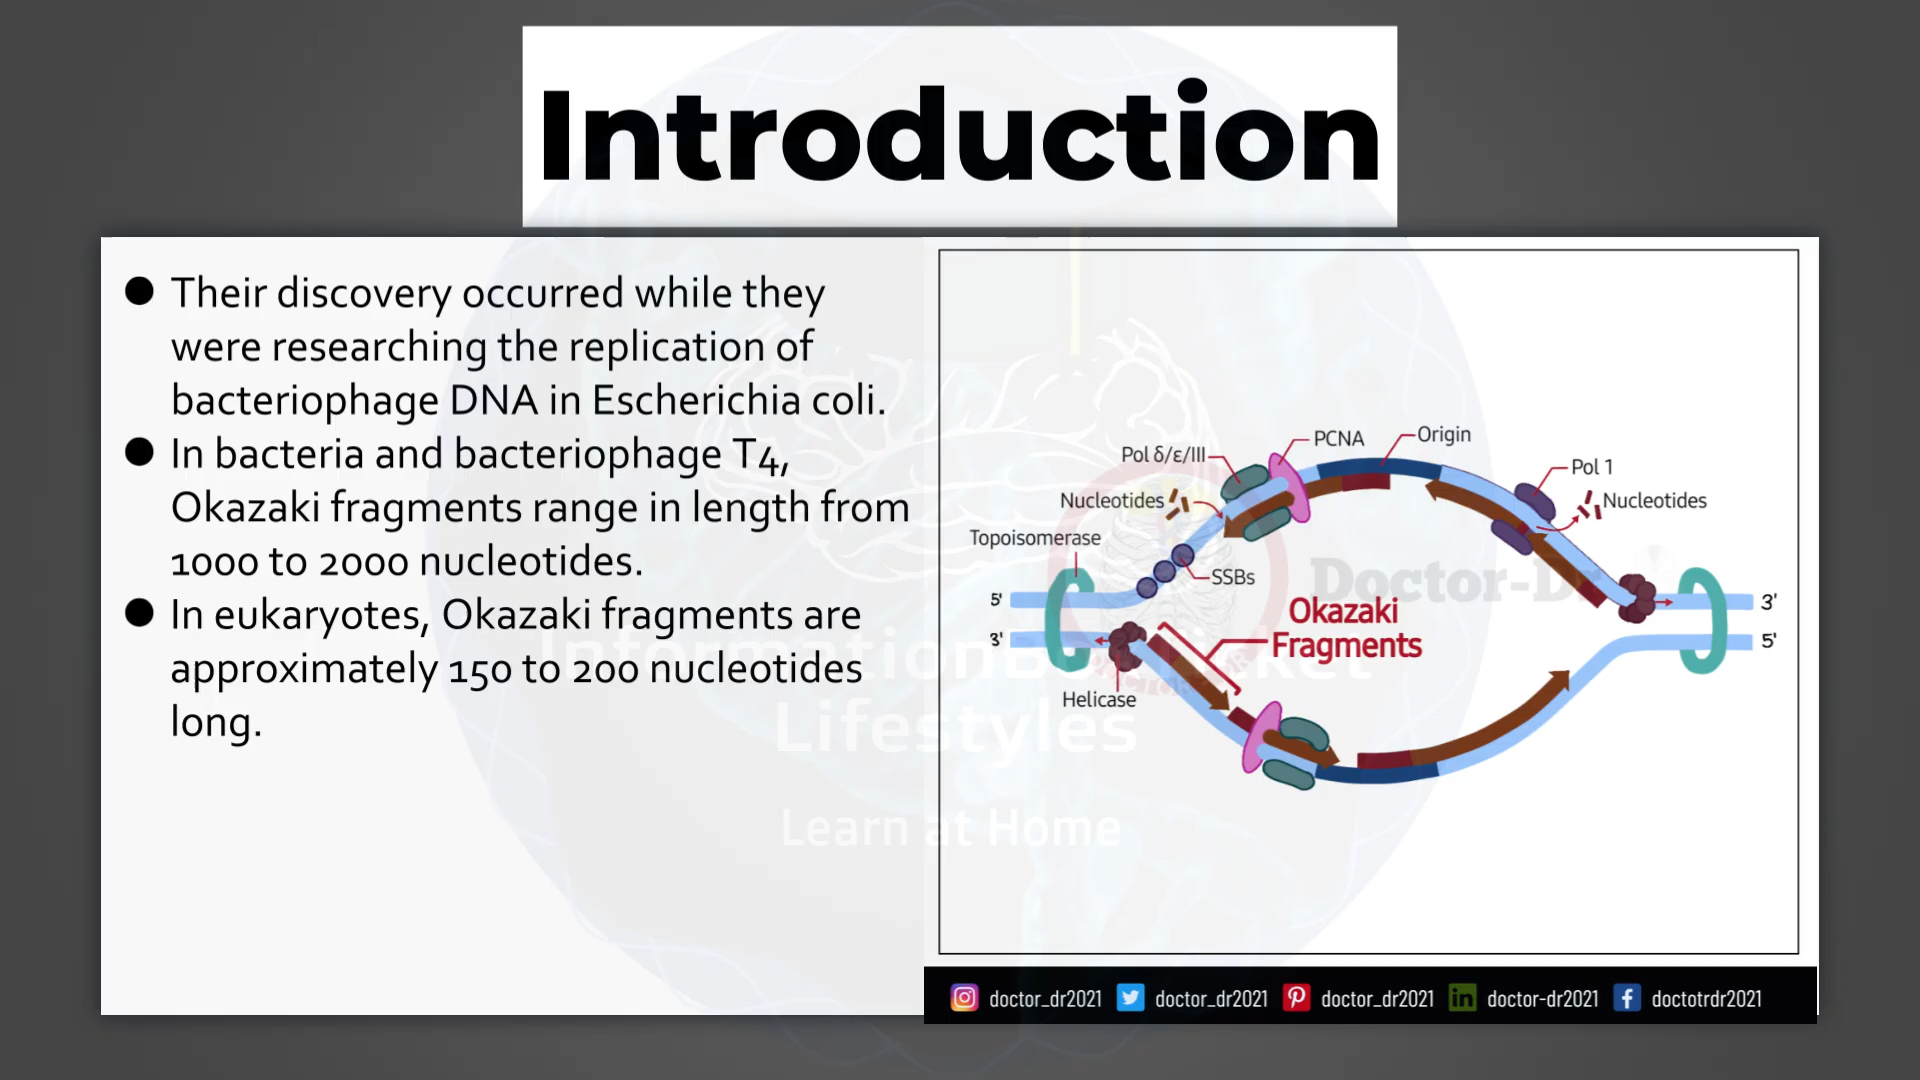 Introduction
● Their discovery occurred while they
were researching the replication of
bacteriophage DNA in Escherichia coli.
● In bacteria and bacteriophage T4,
Okazaki fragments range in length from
1000 to 2000 nucleotides.
● In eukaryotes, Okazaki fragments are
approximately 150 to 200 nucleotides
long.
PCNA
Origin
Pol δ/ε/III
Pol 1
Nucleotides
Nucleotides
Topoisomerase
SSBs
Doctor-Dr
5'
3'
Okazaki
Fragments
3'
5'
Helicase
Lifestyles
Learn at Home
doctor_dr2021
doctor_dr2021
doctor_dr2021
doctor-dr2021
doctotrdr2021